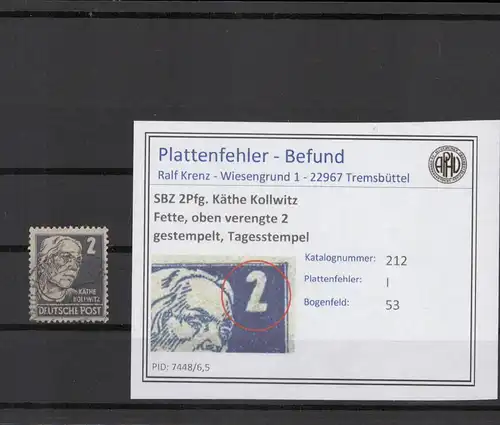 Plattenfehler - Befund
Ralf Krenz - Wiesengrund 1 - 22967 Tremsbüttel
SBZ 2Pfg. Käthe Kollwitz
Fette, oben verengte 2
gestempelt, Tagesstempel
Katalognummer: 212
Plattenfehler: I
Bogenfeld: 53
2
PID: 7448/6,5
2
KÄTHE
KOLLWITZ
DEUTSCHE POST